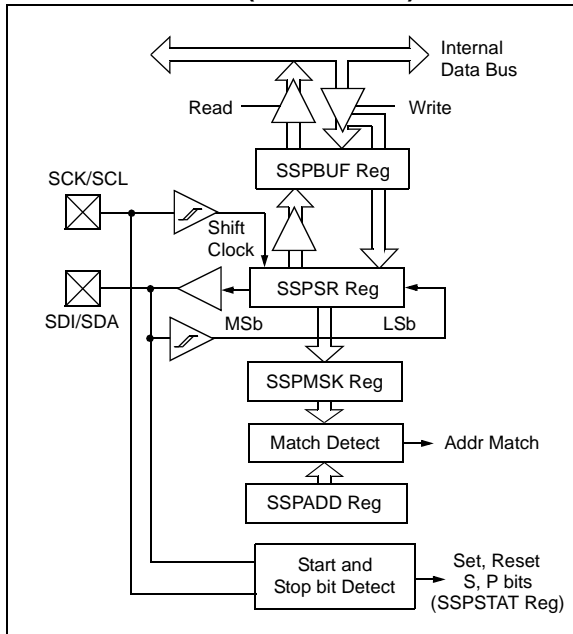 Internal
Data Bus
Read
Write
SSPBUF Reg
SCK/SCL
Shift
Clock
SSPSR Reg
SDI/SDA
MSb
LSb
SSPMSK Reg
Match Detect
Addr Match
SSPADD Reg
Start and
Stop bit Detect
Set, Reset
S, P bits
(SSPSTAT Reg)